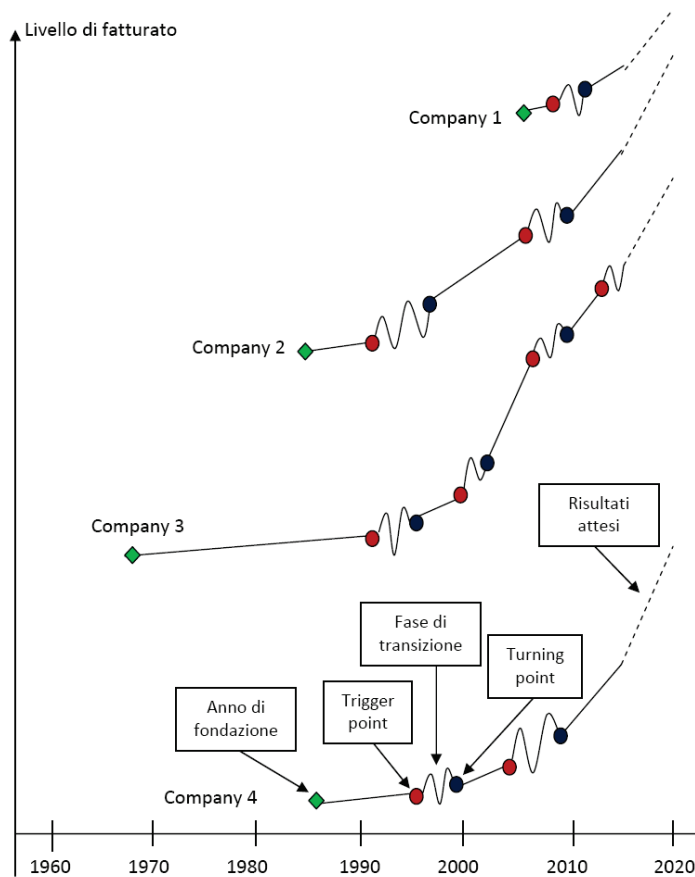 Livello di fatturato
Company 1
Company 2
Company 3
Risultati
attesi
Fase di
transizione
Turning
point
Anno di
fondazione
Trigger
point
Company 4
1960 1970 1980 1990 2000 2010 2020